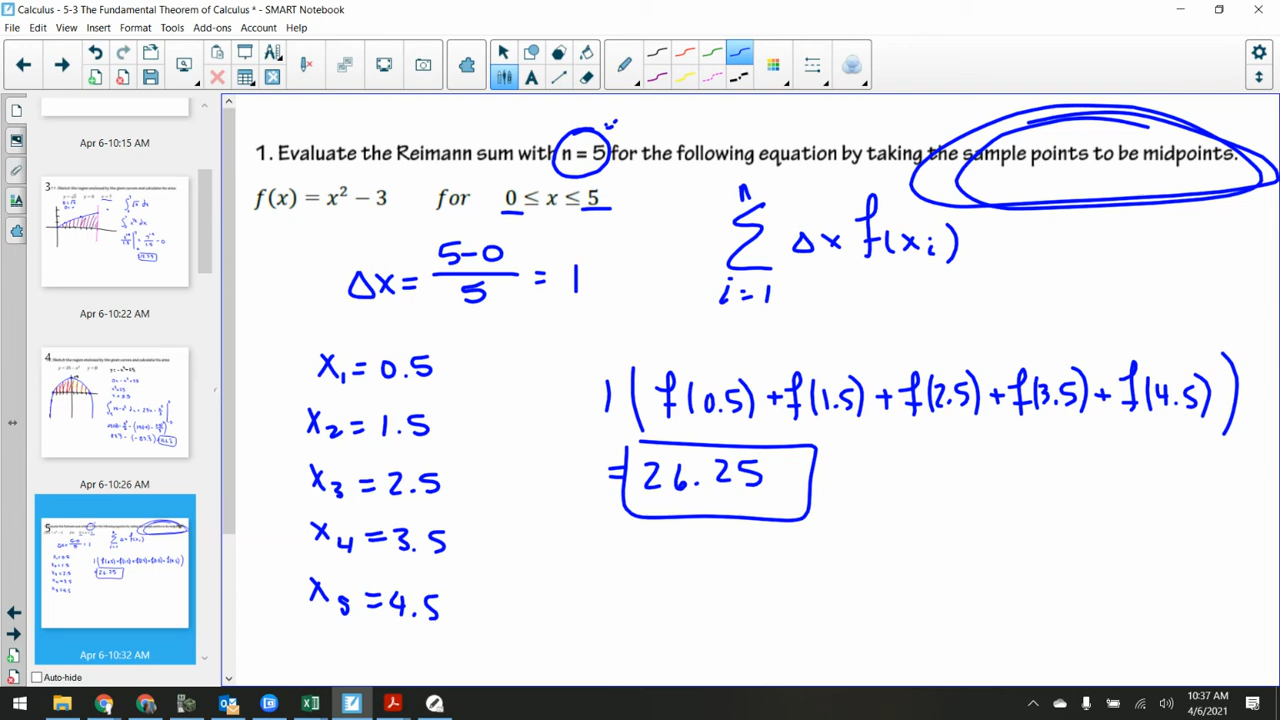 Calculus - 5-3 The Fundamental Theorem of Calculus * - SMART Notebook
File Edit View Insert Format Tools Add-ons Account Help
Apr 6-10:15 AM
Apr 6-10:22 AM
Apr 6-10:26 AM
Apr 6-10:32 AM
Auto-hide
1. Evaluate the Reimann sum with n = 5 for the following equation by taking the sample points to be midpoints.
f(x) = x² − 3 for 0 ≤ x ≤ 5
Δx = (5-0)/5 = 1
n ∑ i=1 Δx f(xi)
x₁ = 0.5
x₂ = 1.5
x₃ = 2.5
x₄ = 3.5
x₅ = 4.5
1 ( f(0.5) + f(1.5) + f(2.5) + f(3.5) + f(4.5) )
= 26.25
10:37 AM
4/6/2021